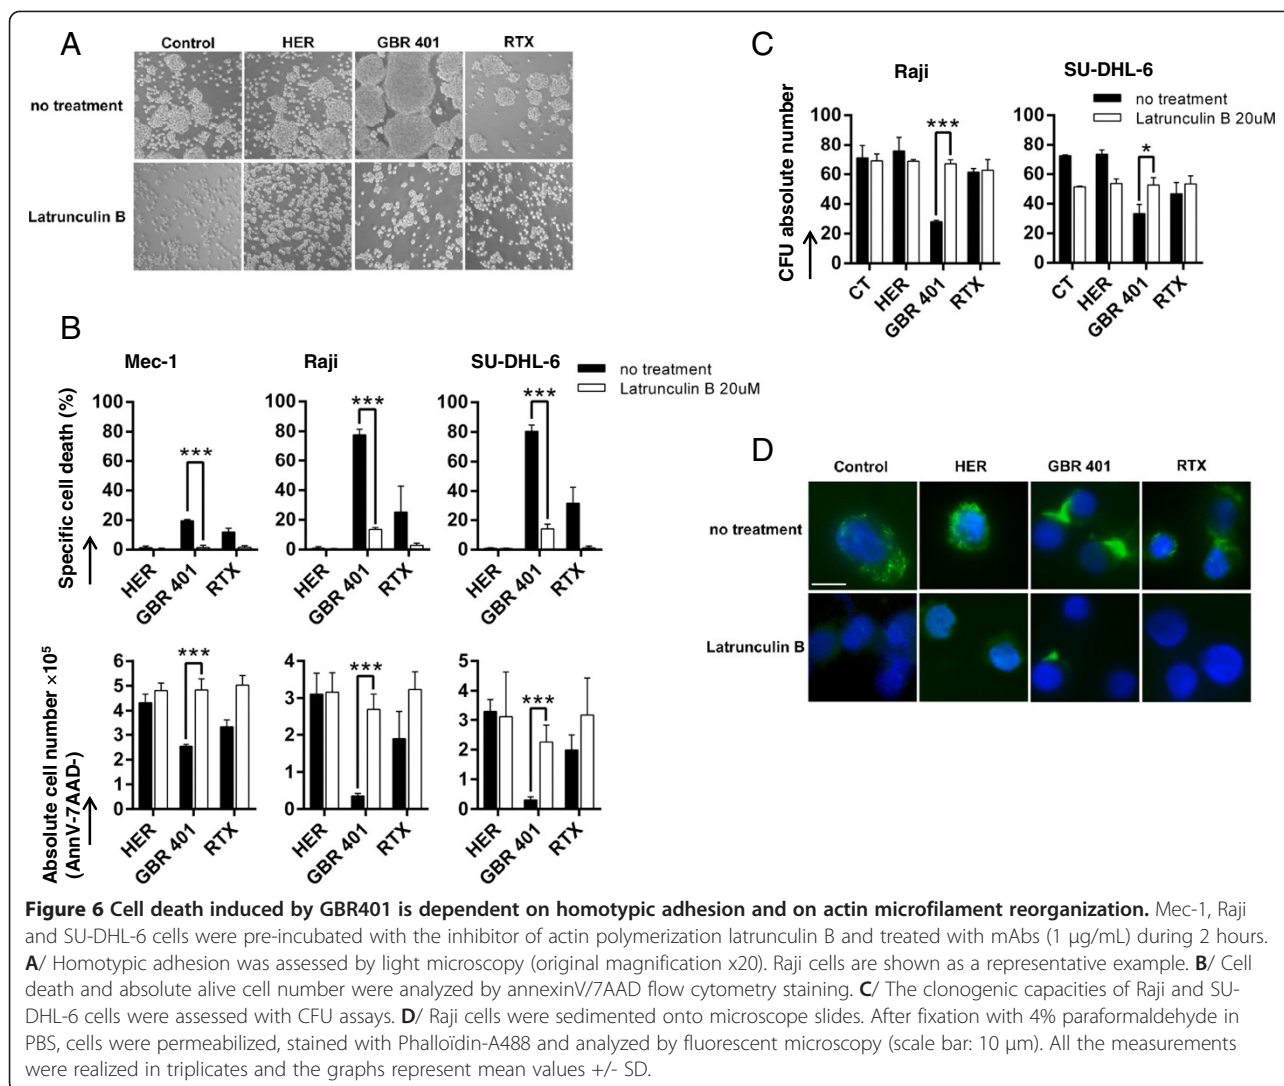 A
Control HER GBR 401 RTX
no treatment
Latrunculin B
B
Mec-1 Raji SU-DHL-6
no treatment
Latrunculin B 20uM
Specific cell death (%)
100 100 100
80 80 80
60 60 60
40 40 40
20 20 20
0 0 0
*** *** ***
HER GBR 401 RTX HER GBR 401 RTX HER GBR 401 RTX
Absolute cell number ×10⁵
(AnnV-7AAD-)
6 5 4 3 2 1 0
4 3 2 1 0
5 4 3 2 1 0
*** *** ***
HER GBR 401 RTX HER GBR 401 RTX HER GBR 401 RTX
C
Raji SU-DHL-6
no treatment
Latrunculin B 20uM
CFU absolute number
100 100
80 80
60 60
40 40
20 20
0 0
*** *
CT HER GBR 401 RTX CT HER GBR 401 RTX
D
Control HER GBR 401 RTX
no treatment
Latrunculin B
Figure 6 Cell death induced by GBR401 is dependent on homotypic adhesion and on actin microfilament reorganization. Mec-1, Raji
and SU-DHL-6 cells were pre-incubated with the inhibitor of actin polymerization latrunculin B and treated with mAbs (1 μg/mL) during 2 hours.
A/ Homotypic adhesion was assessed by light microscopy (original magnification x20). Raji cells are shown as a representative example. B/ Cell
death and absolute alive cell number were analyzed by annexinV/7AAD flow cytometry staining. C/ The clonogenic capacities of Raji and SU-
DHL-6 cells were assessed with CFU assays. D/ Raji cells were sedimented onto microscope slides. After fixation with 4% paraformaldehyde in
PBS, cells were permeabilized, stained with Phalloïdin-A488 and analyzed by fluorescent microscopy (scale bar: 10 μm). All the measurements
were realized in triplicates and the graphs represent mean values +/- SD.